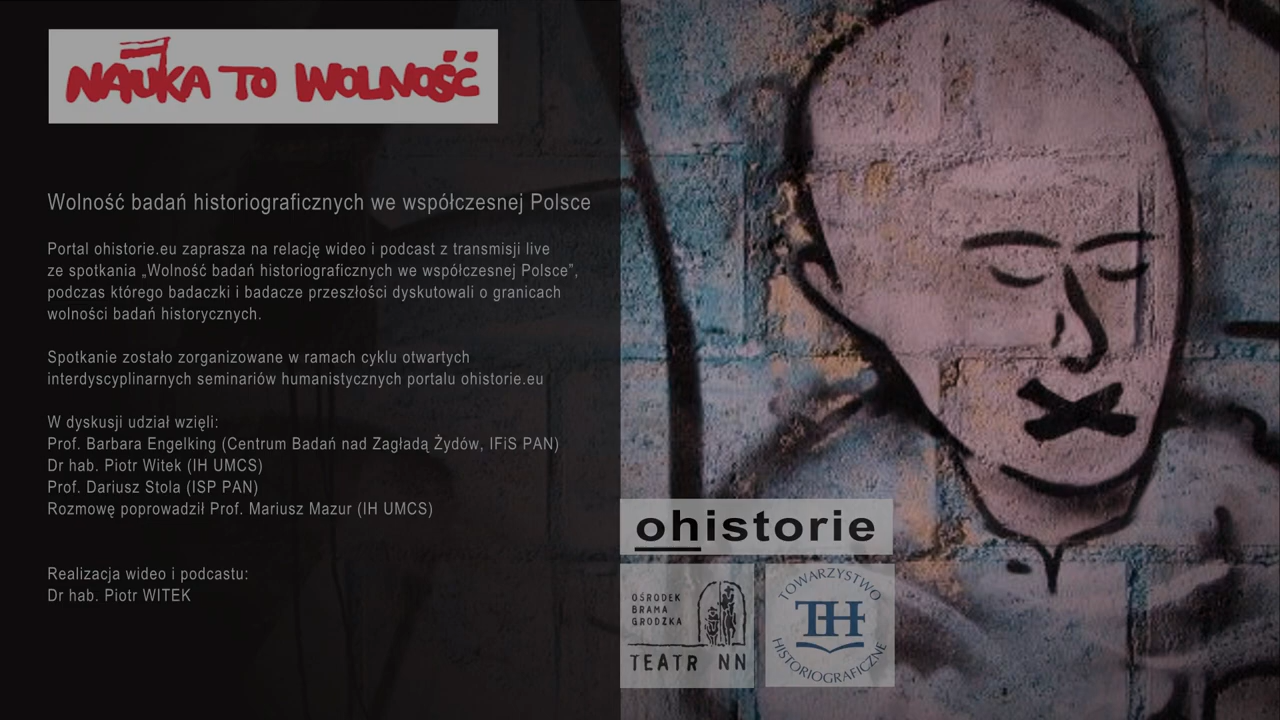 NAUKA TO WOLNOŚĆ
Wolność badań historiograficznych we współczesnej Polsce
Portal ohistorie.eu zaprasza na relację wideo i podcast z transmisji live
ze spotkania „Wolność badań historiograficznych we współczesnej Polsce”,
podczas którego badaczki i badacze przeszłości dyskutowali o granicach
wolności badań historycznych.
Spotkanie zostało zorganizowane w ramach cyklu otwartych
interdyscyplinarnych seminariów humanistycznych portalu ohistorie.eu
W dyskusji udział wzięli:
Prof. Barbara Engelking (Centrum Badań nad Zagładą Żydów, IFiS PAN)
Dr hab. Piotr Witek (IH UMCS)
Prof. Dariusz Stola (ISP PAN)
Rozmowę poprowadził Prof. Mariusz Mazur (IH UMCS)
Realizacja wideo i podcastu:
Dr hab. Piotr WITEK
ohistorie
OŚRODEK
BRAMA
GRODZKA
TEATR NN
TOWARZYSTWO
TH
HISTORIOGRAFICZNE